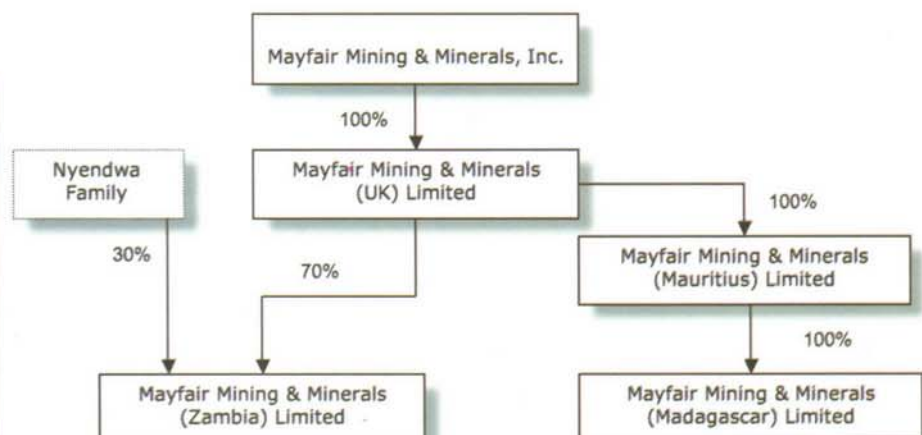 Mayfair Mining & Minerals, Inc.
100%
Nyendwa
Family
Mayfair Mining & Minerals
(UK) Limited
100%
30%
70%
Mayfair Mining & Minerals
(Mauritius) Limited
100%
Mayfair Mining & Minerals
(Zambia) Limited
Mayfair Mining & Minerals
(Madagascar) Limited